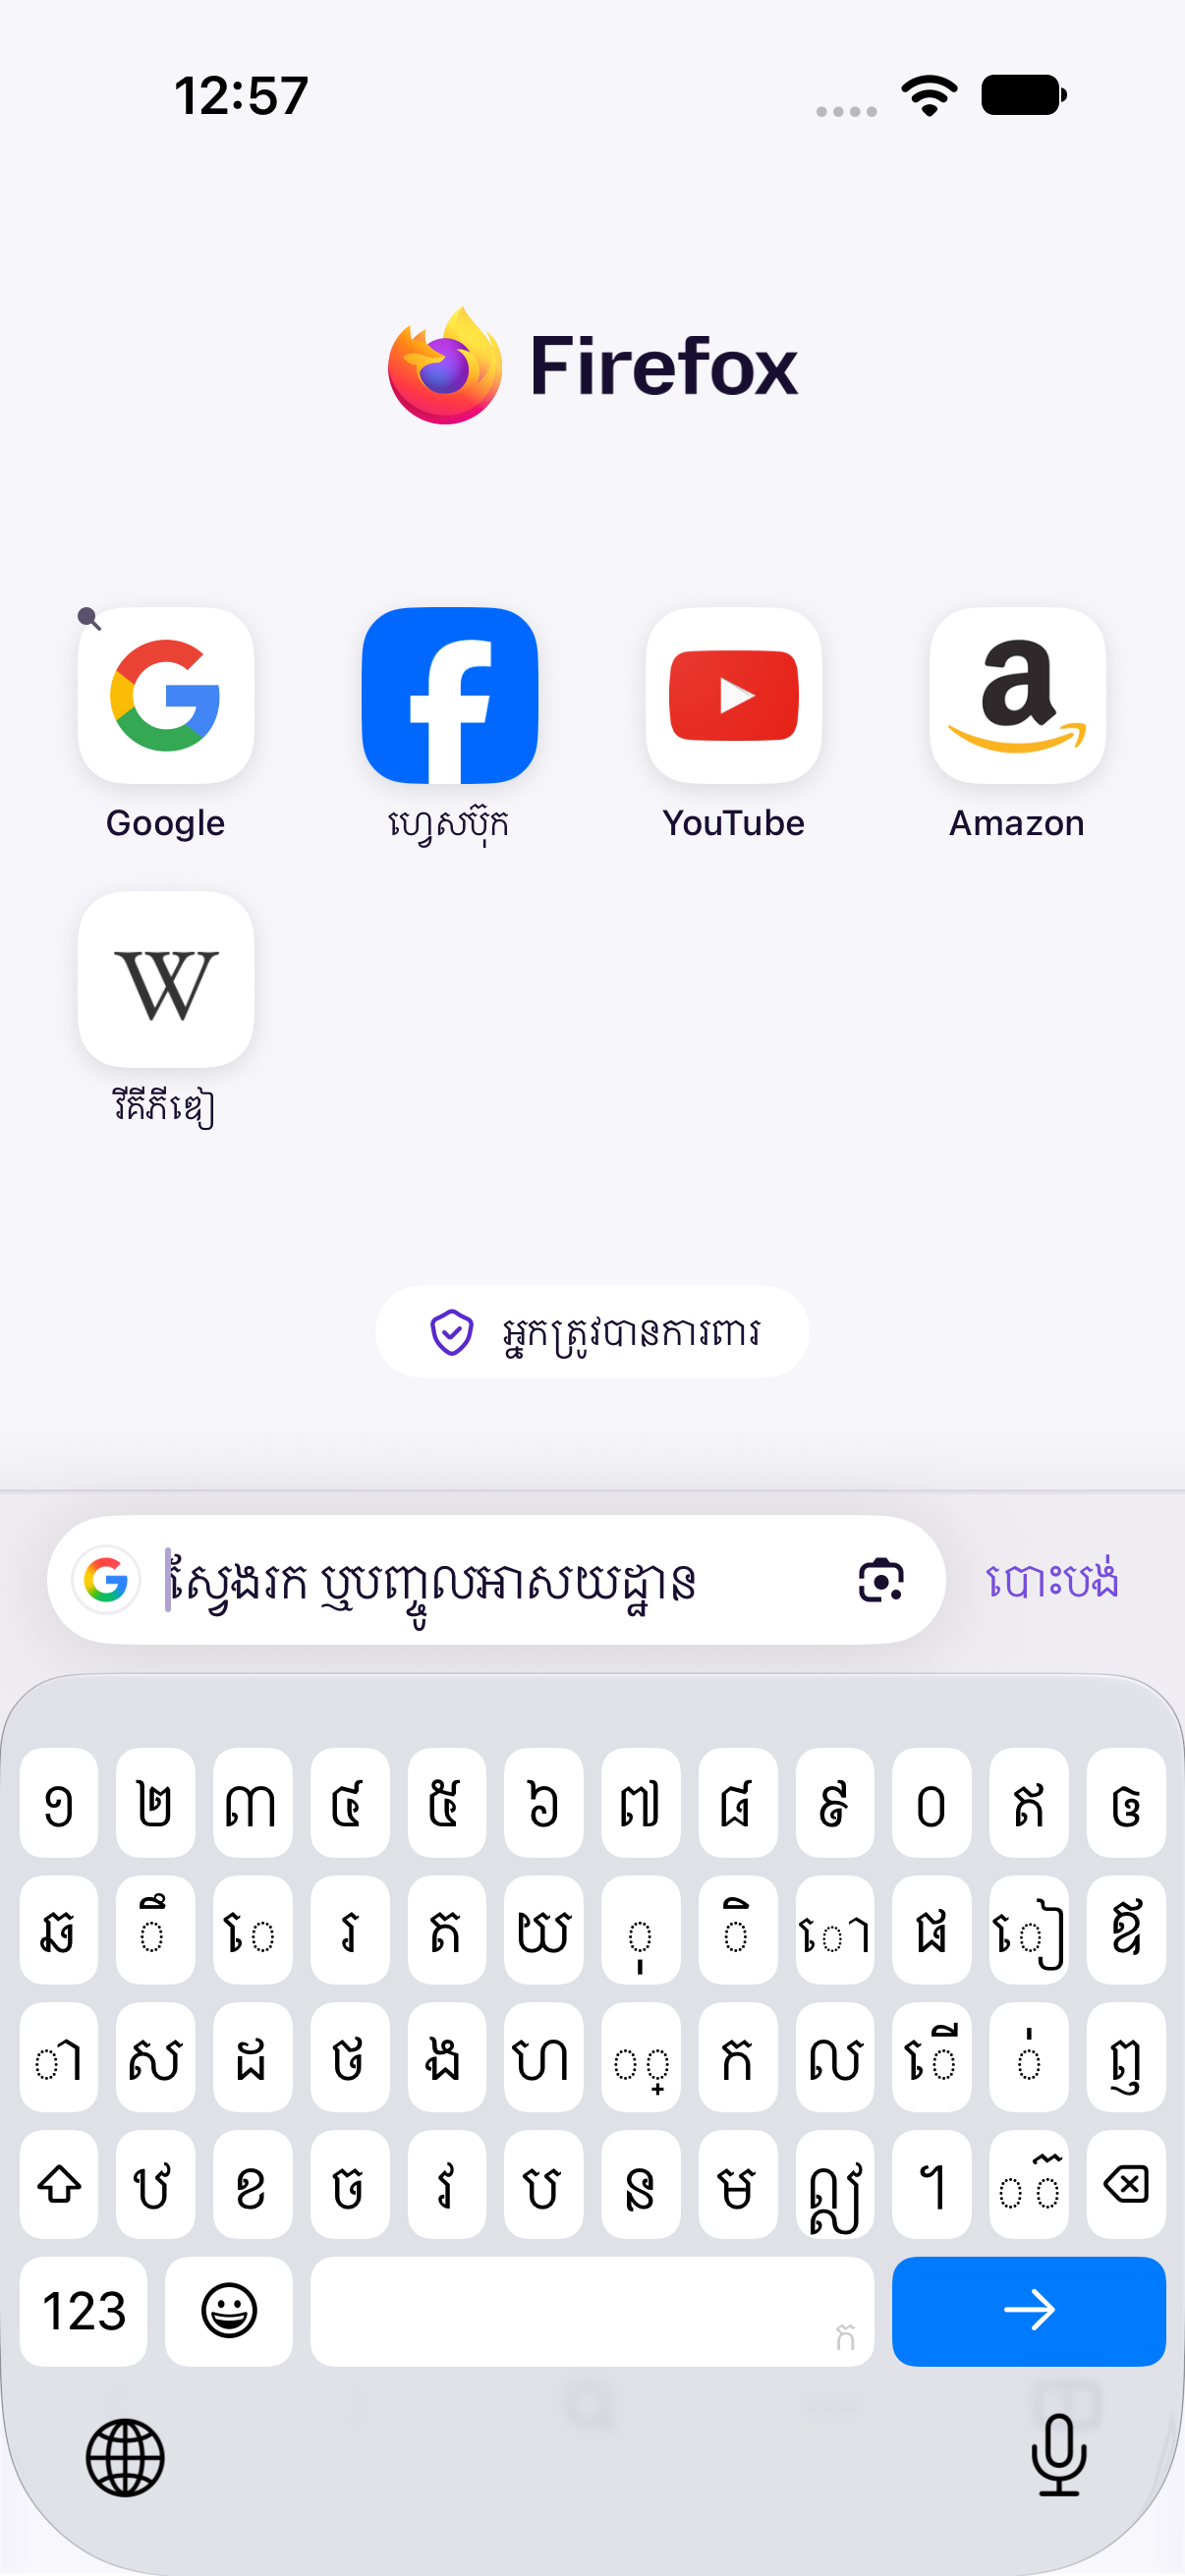 12:57
Firefox
Google
ហ្វេសប៊ុក
YouTube
Amazon
វីគីភីឌៀ
អ្នកត្រូវបានការពារ
ស្វែងរក ឬបញ្ចូលអាសយដ្ឋាន
បោះបង់
១ ២ ៣ ៤ ៥ ៦ ៧ ៨ ៩ ០ ឥ ឲ
ឆ ឹ េ រ ត យ ុ ិ ោ ផ ៀ ឪ
ា ស ដ ថ ង ហ ្ ក ល ើ ់ ឭ
ឋ ខ ច វ ប ន ម ឰ ។ ៍
123
ក